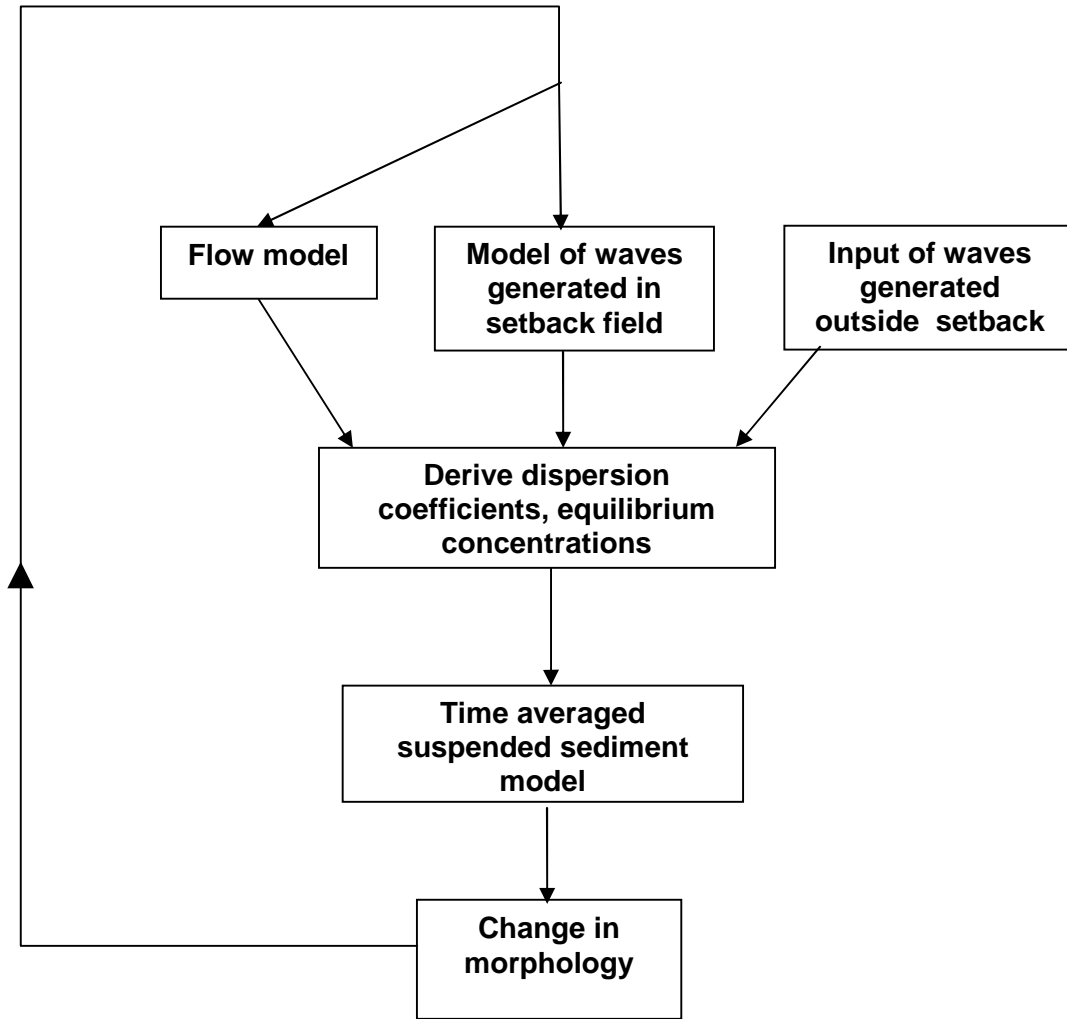 Flow model
Model of waves
generated in
setback field
Input of waves
generated
outside  setback
Derive dispersion
coefficients, equilibrium
concentrations
Time averaged
suspended sediment
model
Change in
morphology